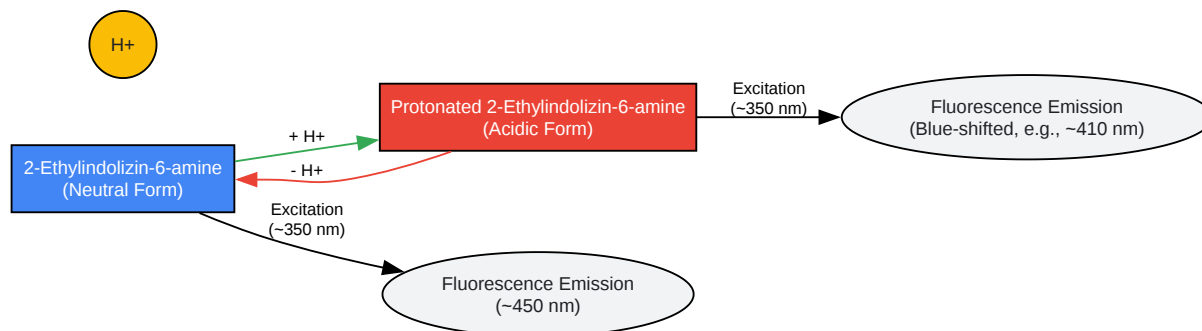 H+
Protonated 2-Ethylindolizin-6-amine
(Acidic Form)
Excitation
(~350 nm)
Fluorescence Emission
(Blue-shifted, e.g., ~410 nm)
+ H+
- H+
2-Ethylindolizin-6-amine
(Neutral Form)
Excitation
(~350 nm)
Fluorescence Emission
(~450 nm)